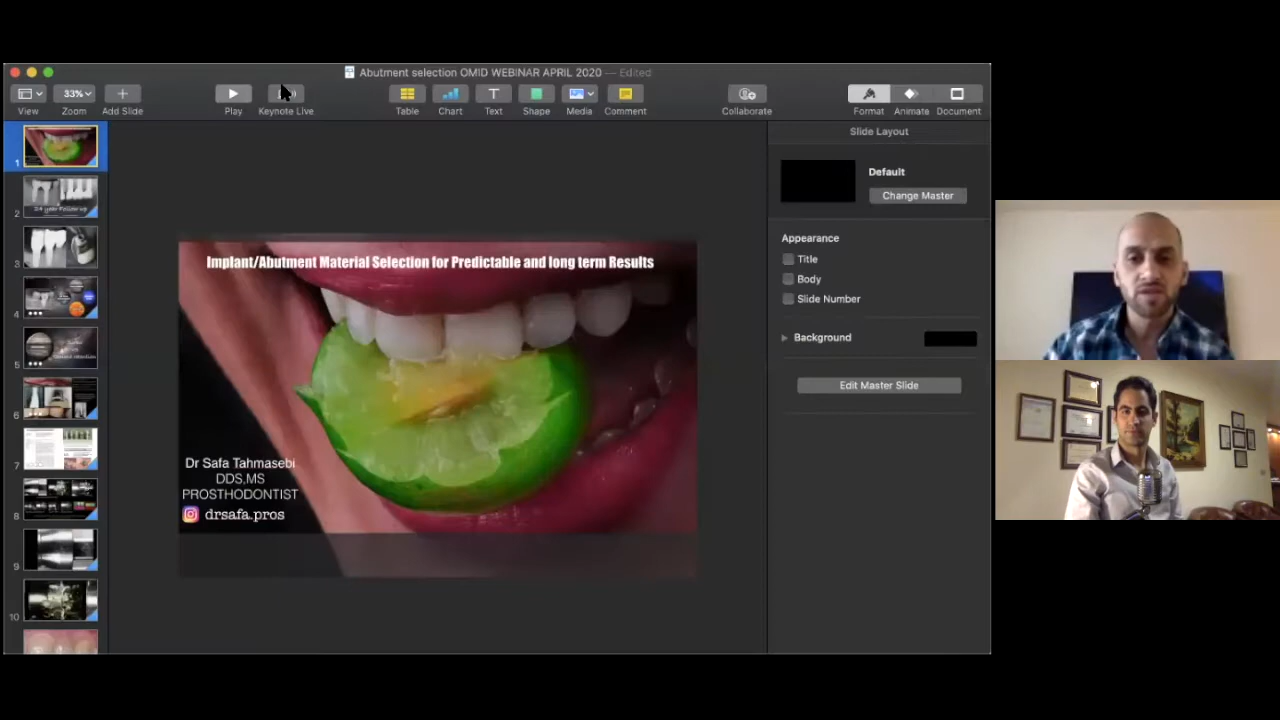 Abutment selection OMID WEBINAR APRIL 2020 — Edited
33%
View
Zoom
Add Slide
Play
Keynote Live
Table
Chart
Text
Shape
Media
Comment
Collaborate
Format
Animate
Document
Slide Layout
Default
Change Master
Appearance
Title
Body
Slide Number
Background
Edit Master Slide
1
2
3
4
5
6
7
8
9
10
Implant/Abutment Material Selection for Predictable and long term Results
Dr Safa Tahmasebi
DDS,MS
PROSTHODONTIST
drsafa.pros